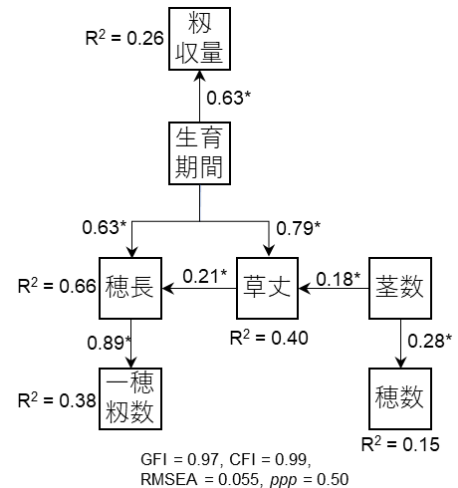 籾
収量
R² = 0.26
0.63*
生育
期間
0.63*
0.79*
R² = 0.66
穂長
0.21*
草丈
0.18*
茎数
R² = 0.40
0.89*
0.28*
R² = 0.38
一穂
籾数
穂数
R² = 0.15
GFI = 0.97, CFI = 0.99,
RMSEA = 0.055, ppp = 0.50